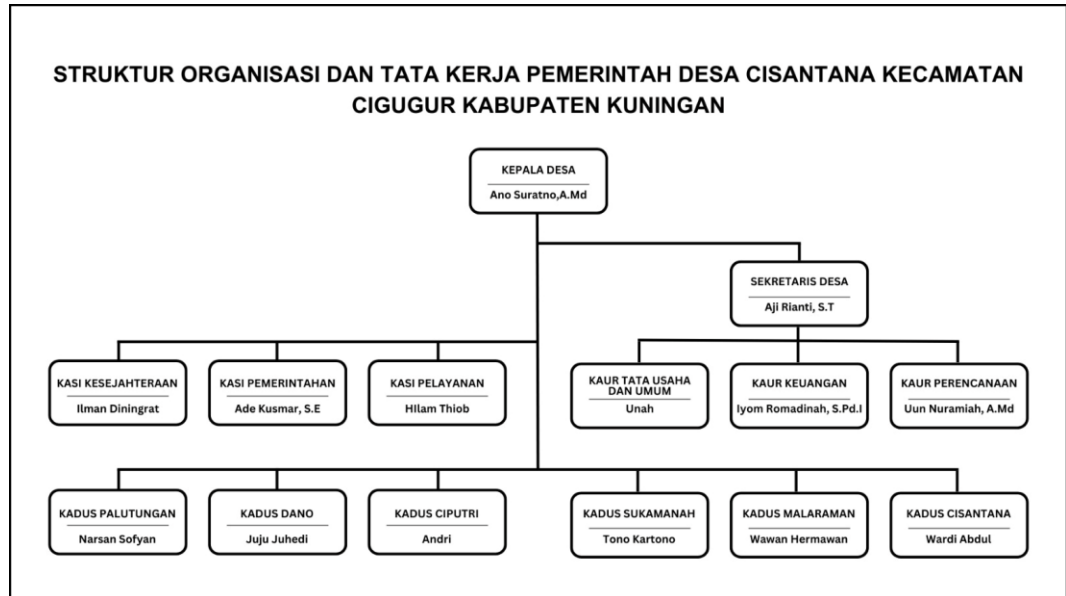 STRUKTUR ORGANISASI DAN TATA KERJA PEMERINTAH DESA CISANTANA KECAMATAN
CIGUGUR KABUPATEN KUNINGAN
KEPALA DESA
Ano Suratno,A.Md
SEKRETARIS DESA
Aji Rianti, S.T
KASI KESEJAHTERAAN
Ilman Diningrat
KASI PEMERINTAHAN
Ade Kusmar, S.E
KASI PELAYANAN
HIlam Thiob
KAUR TATA USAHA
DAN UMUM
Unah
KAUR KEUANGAN
Iyom Romadinah, S.Pd.I
KAUR PERENCANAAN
Uun Nuramiah, A.Md
KADUS PALUTUNGAN
Narsan Sofyan
KADUS DANO
Juju Juhedi
KADUS CIPUTRI
Andri
KADUS SUKAMANAH
Tono Kartono
KADUS MALARAMAN
Wawan Hermawan
KADUS CISANTANA
Wardi Abdul